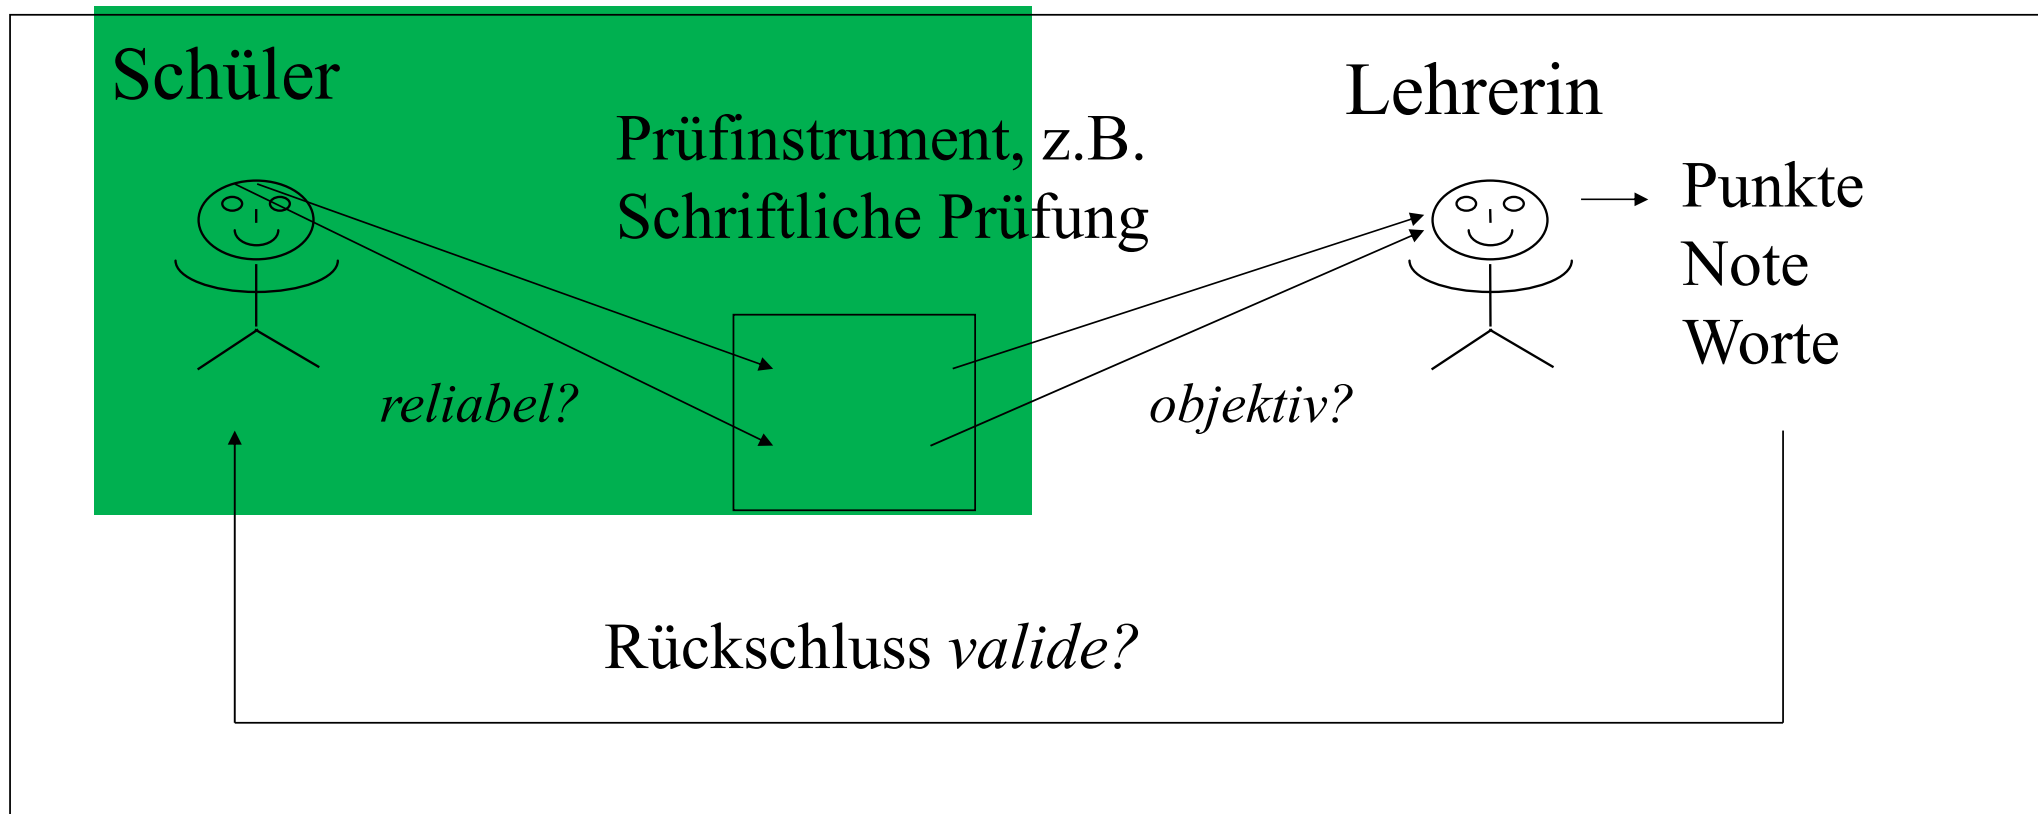 Schüler
Lehrerin
Prüfinstrument, z.B.
Schriftliche Prüfung
Punkte
Note
Worte
reliabel?
objektiv?
Rückschluss valide?